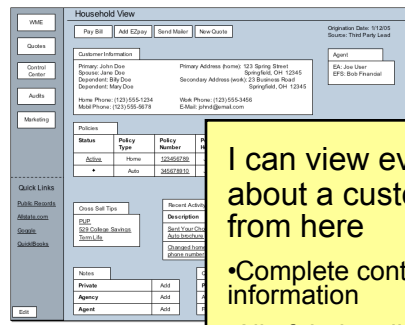 Household View
WME
Quotes
Control Center
Audits
Marketing
Quick Links
Public Records
Allstate.com
Google
QuickBooks
Edit
Pay Bill Add EZpay Send Mailer New Quote
Origination Date: 1/12/05
Source: Third Party Lead
Customer Information
Primary: John Doe Primary Address (home): 123 Spring Street
Spouse: Jane Doe Springfield, OH 12345
Dependent: Billy Doe Secondary Address (work): 23 Business Road
Dependent: Mary Doe Springfield, OH 12345
Home Phone: (123) 555-1234 Work Phone: (123) 555-3456
Mobil Phone: (123) 555-5678 E-Mail: johnd@email.com
Agent
EA: Joe User
EFS: Bob Financial
Policies
Status Policy Type Policy Number
Active Home 123456789
+ Auto 345678910
Cross Sell Tips
PUP
529 College Savings
Term Life
Recent
Description
Sent Your
Auto brochure
Changed
phone number
Notes
Private Add
Agency Add
Agent Add
I can view
about a
from here
•Complete
information